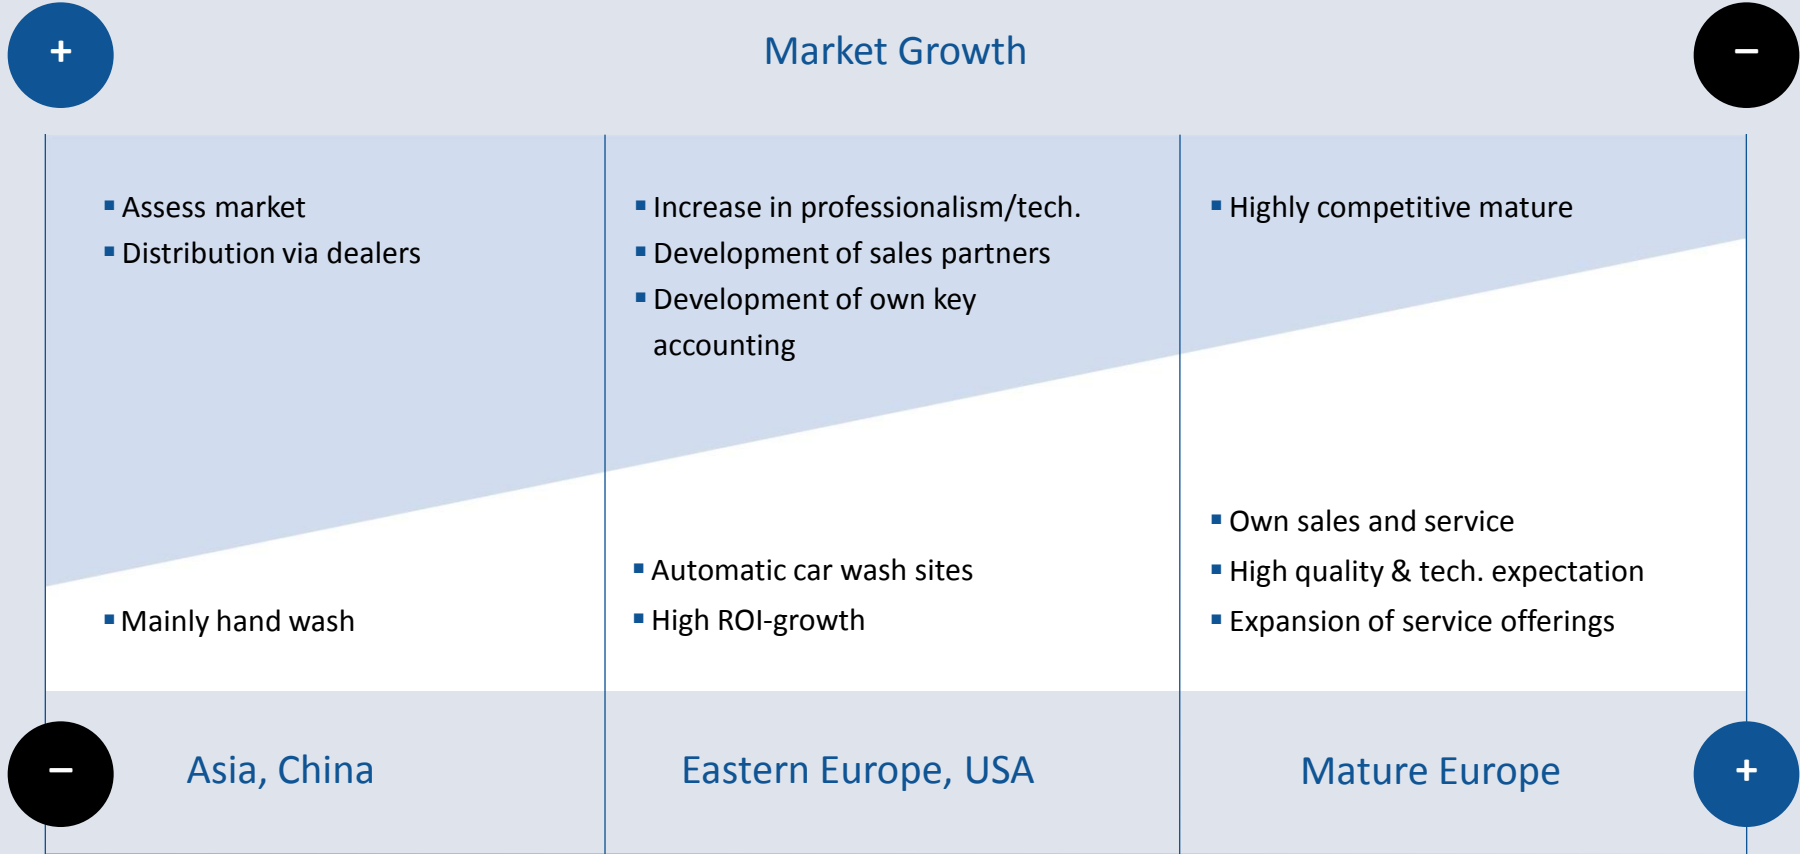 +
Market Growth
–
▪ Assess market
▪ Distribution via dealers
▪ Mainly hand wash
▪ Increase in professionalism/tech.
▪ Development of sales partners
▪ Development of own key
accounting
▪ Automatic car wash sites
▪ High ROI-growth
▪ Highly competitive mature
▪ Own sales and service
▪ High quality & tech. expectation
▪ Expansion of service offerings
–
Asia, China
Eastern Europe, USA
Mature Europe
+